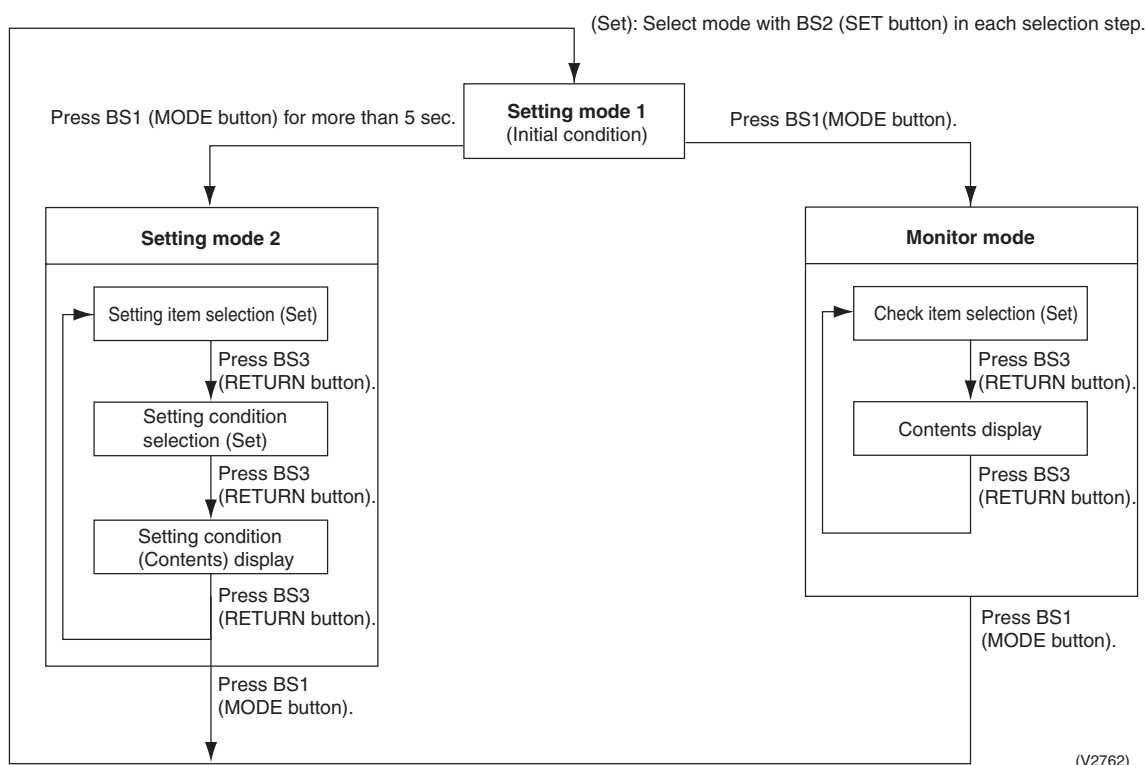 (Set): Select mode with BS2 (SET button) in each selection step.
Setting mode 1
(Initial condition)
Press BS1 (MODE button) for more than 5 sec.
Press BS1(MODE button).
Setting mode 2
Setting item selection (Set)
Press BS3
(RETURN button).
Setting condition
selection (Set)
Press BS3
(RETURN button).
Setting condition
(Contents) display
Press BS3
(RETURN button).
Press BS1
(MODE button).
Monitor mode
Check item selection (Set)
Press BS3
(RETURN button).
Contents display
Press BS3
(RETURN button).
Press BS1
(MODE button).
(V2762)